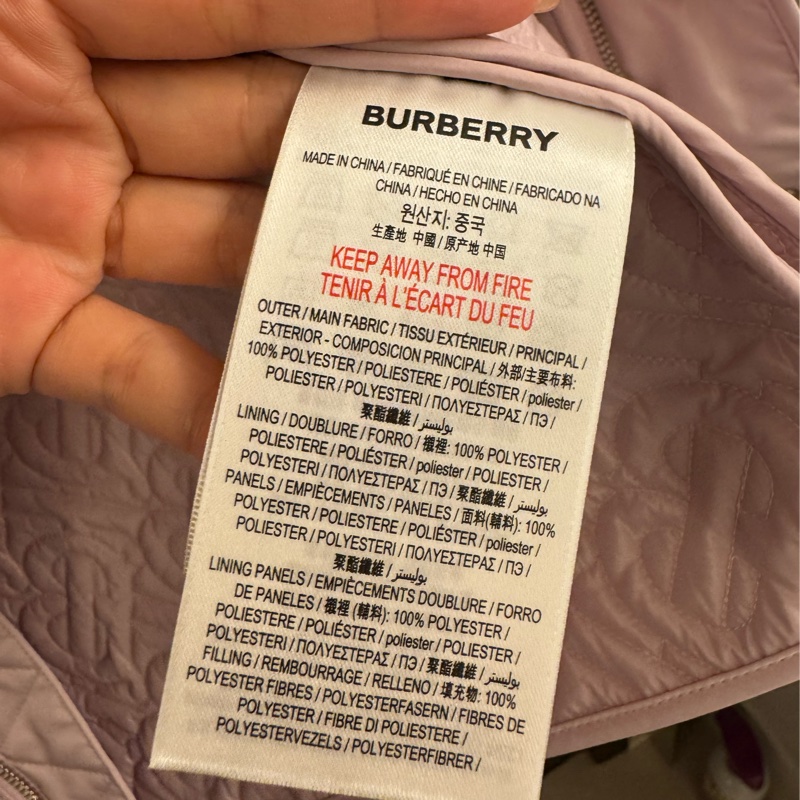 BURBERRY
MADE IN CHINA / FABRIQUÉ EN CHINE / FABRICADO NA
CHINA / HECHO EN CHINA
원산지: 중국
生產地 中國 / 原产地 中国
KEEP AWAY FROM FIRE
TENIR À L'ÉCART DU FEU
OUTER / MAIN FABRIC / TISSU EXTÉRIEUR / PRINCIPAL /
EXTERIOR - COMPOSICION PRINCIPAL / 外部/主要布料:
100% POLYESTER / POLIESTERE / POLIÉSTER / poliester /
POLIESTER / POLYESTERI / ΠΟΛΥΕΣΤΕΡΑΣ / ПЭ /
聚酯纖維 / بوليستر
LINING / DOUBLURE / FORRO / 襯裡: 100% POLYESTER /
POLIESTERE / POLIÉSTER / poliester / POLIESTER /
POLYESTERI / ΠΟΛΥΕΣΤΕΡΑΣ / ПЭ / 聚酯纖維 / بوليستر
PANELS / EMPIÈCEMENTS / PANELES / 面料(輔料): 100%
POLYESTER / POLIESTERE / POLIÉSTER / poliester /
POLIESTER / POLYESTERI / ΠΟΛΥΕΣΤΕΡΑΣ / ПЭ /
聚酯纖維 / بوليستر
LINING PANELS / EMPIÈCEMENTS DOUBLURE / FORRO
DE PANELES / 襯裡 (輔料): 100% POLYESTER /
POLIESTERE / POLIÉSTER / poliester / POLIESTER /
POLYESTERI / ΠΟΛΥΕΣΤΕΡΑΣ / ПЭ / 聚酯纖維 / بوليستر
FILLING / REMBOURRAGE / RELLENO / 填充物: 100%
POLYESTER FIBRES / POLYESTERFASERN / FIBRES DE
POLYESTER / FIBRE DI POLIESTERE /
POLYESTERVEZELS / POLYESTERFIBRER /